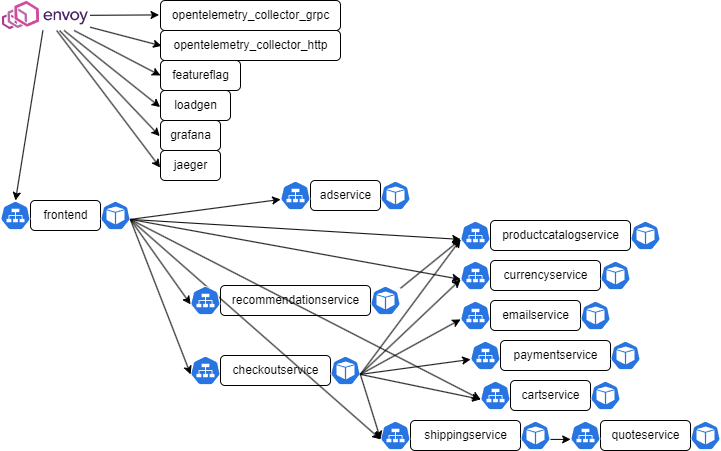 envoy
opentelemetry_collector_grpc
opentelemetry_collector_http
featureflag
loadgen
grafana
jaeger
frontend
adservice
productcatalogservice
currencyservice
recommendationservice
emailservice
checkoutservice
paymentservice
cartservice
shippingservice
quoteservice